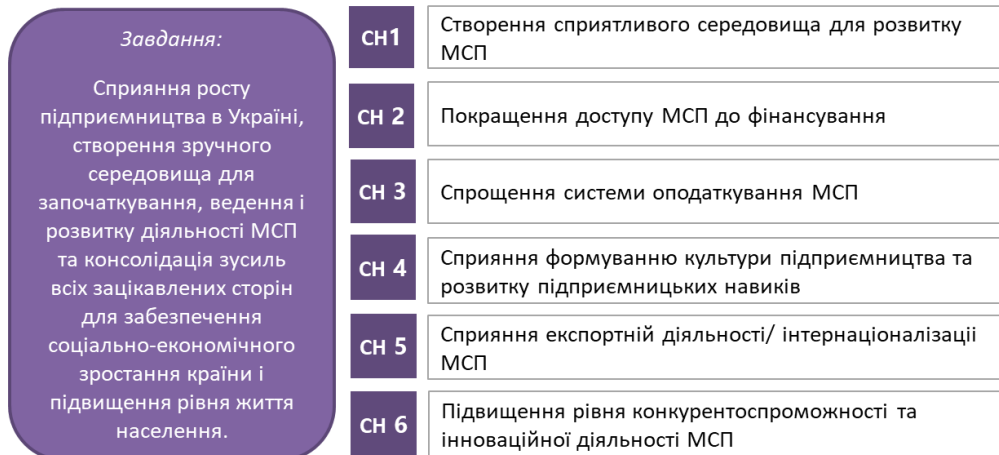 Завдання:
Сприяння росту
підприємництва в Україні,
створення зручного
середовища для
започаткування, ведення і
розвитку діяльності МСП
та консолідація зусиль
всіх зацікавлених сторін
для забезпечення
соціально-економічного
зростання країни і
підвищення рівня життя
населення.
СН1
Створення сприятливого середовища для розвитку
МСП
СН 2
Покращення доступу МСП до фінансування
СН 3
Спрощення системи оподаткування МСП
СН 4
Сприяння формуванню культури підприємництва та
розвитку підприємницьких навиків
СН 5
Сприяння експортній діяльності/ інтернаціоналізаціі
МСП
СН 6
Підвищення рівня конкурентоспроможності та
інноваційної діяльності МСП